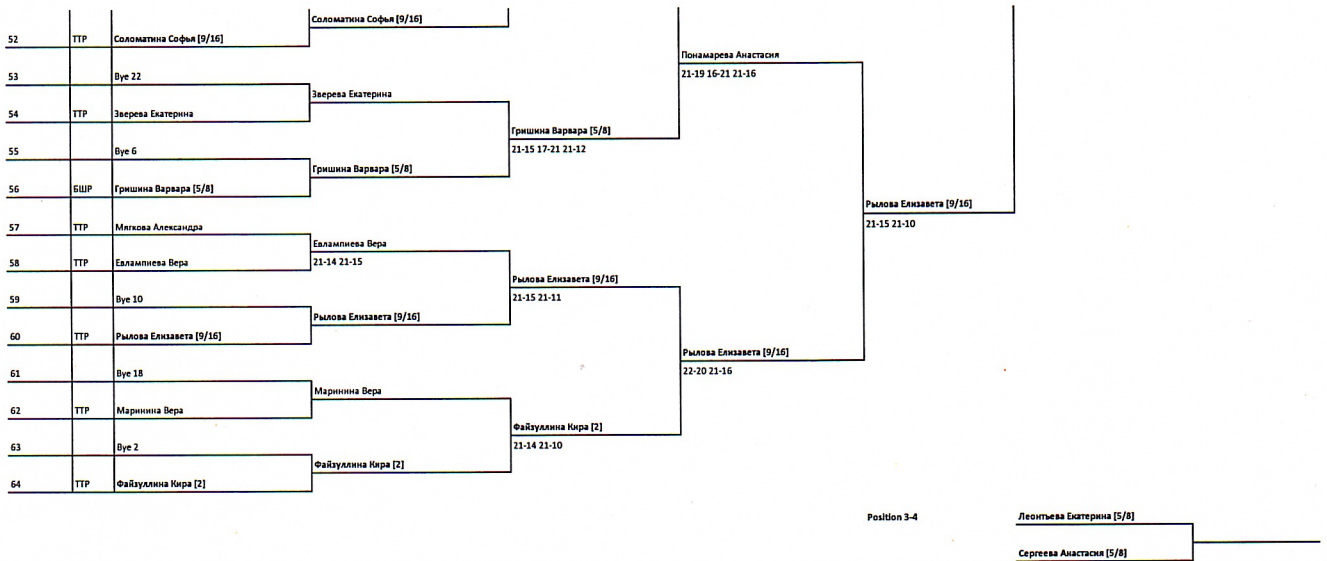 Соломатина Софья [9/16]
52 ТТР Соломатина Софья [9/16]
Понамарева Анастасия
21-19 16-21 21-16
53 Bye 22
Зверева Екатерина
54 ТТР Зверева Екатерина
Гришина Варвара [5/8]
21-15 17-21 21-12
55 Bye 6
Гришина Варвара [5/8]
56 БШР Гришина Варвара [5/8]
Рылова Елизавета [9/16]
21-15 21-10
57 ТТР Мягкова Александра
Евлампиева Вера
21-14 21-15
58 ТТР Евлампиева Вера
Рылова Елизавета [9/16]
21-15 21-11
59 Bye 10
Рылова Елизавета [9/16]
60 ТТР Рылова Елизавета [9/16]
Рылова Елизавета [9/16]
22-20 21-16
61 Bye 18
Маринина Вера
62 ТТР Маринина Вера
Файзуллина Кира [2]
21-14 21-10
63 Bye 2
Файзуллина Кира [2]
64 ТТР Файзуллина Кира [2]
Position 3-4
Леонтьева Екатерина [5/8]
Сергеева Анастасия [5/8]